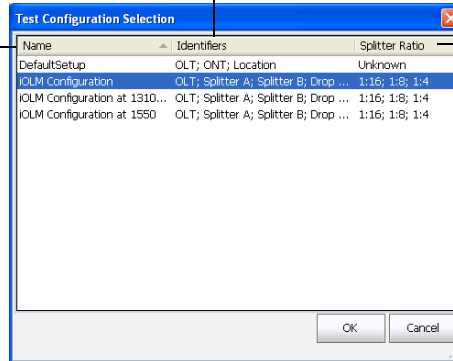 Test Configuration Selection
Name Identifiers Splitter Ratio
DefaultSetup OLT; ONT; Location Unknown
iOLM Configuration OLT; Splitter A; Splitter B; Drop ... 1:16; 1:8; 1:4
iOLM Configuration at 1310... OLT; Splitter A; Splitter B; Drop ... 1:16; 1:8; 1:4
iOLM Configuration at 1550 OLT; Splitter A; Splitter B; Drop ... 1:16; 1:8; 1:4
OK Cancel